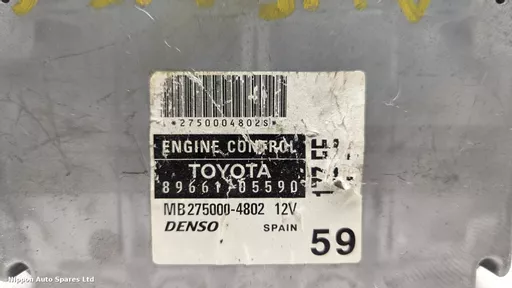 *2750004802S*
ENGINE CONTROL
TOYOTA
89661-05590
MB275000-4802 12V
DENSO SPAIN
59
Nippon Auto Spares Ltd